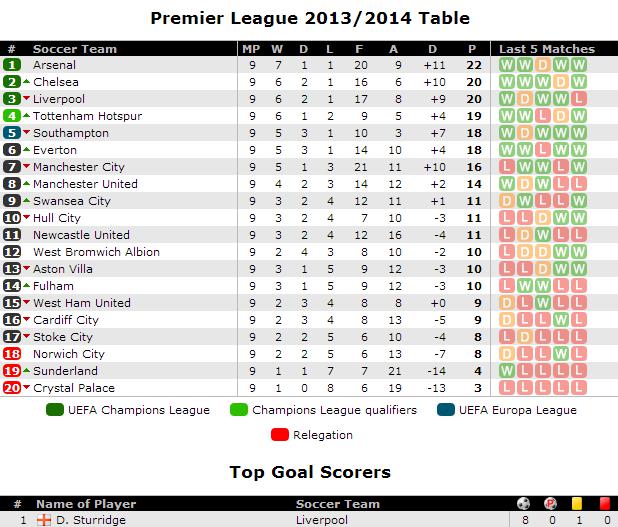 Premier League 2013/2014 Table
# Soccer Team MP W D L F A D P Last 5 Matches
1 Arsenal 9 7 1 1 20 9 +11 22 W W D W W
2 Chelsea 9 6 2 1 16 6 +10 20 W W W D W
3 Liverpool 9 6 2 1 17 8 +9 20 W D W W L
4 Tottenham Hotspur 9 6 1 2 9 5 +4 19 W W L D W
5 Southampton 9 5 3 1 10 3 +7 18 W D W W W
6 Everton 9 5 3 1 14 10 +4 18 W W L W W
7 Manchester City 9 5 1 3 21 11 +10 16 L W W L W
8 Manchester United 9 4 2 3 14 12 +2 14 W D W L L
9 Swansea City 9 3 2 4 12 11 +1 11 D W L L W
10 Hull City 9 3 2 4 7 10 -3 11 L L D W W
11 Newcastle United 9 3 2 4 12 16 -4 11 L D W L L
12 West Bromwich Albion 9 2 4 3 8 10 -2 10 L D D W W
13 Aston Villa 9 3 1 5 9 12 -3 10 L L D W W
14 Fulham 9 3 1 5 9 12 -3 10 L W W L L
15 West Ham United 9 2 3 4 8 8 +0 9 D L W L L
16 Cardiff City 9 2 3 4 8 13 -5 9 D L L W L
17 Stoke City 9 2 2 5 6 10 -4 8 L D L L L
18 Norwich City 9 2 2 5 6 13 -7 8 D L L W L
19 Sunderland 9 1 1 7 7 21 -14 4 W L L L L
20 Crystal Palace 9 1 0 8 6 19 -13 3 L L L L L
UEFA Champions League Champions League qualifiers UEFA Europa League
Relegation
Top Goal Scorers
# Name of Player Soccer Team P
1 D. Sturridge Liverpool 8 0 1 0